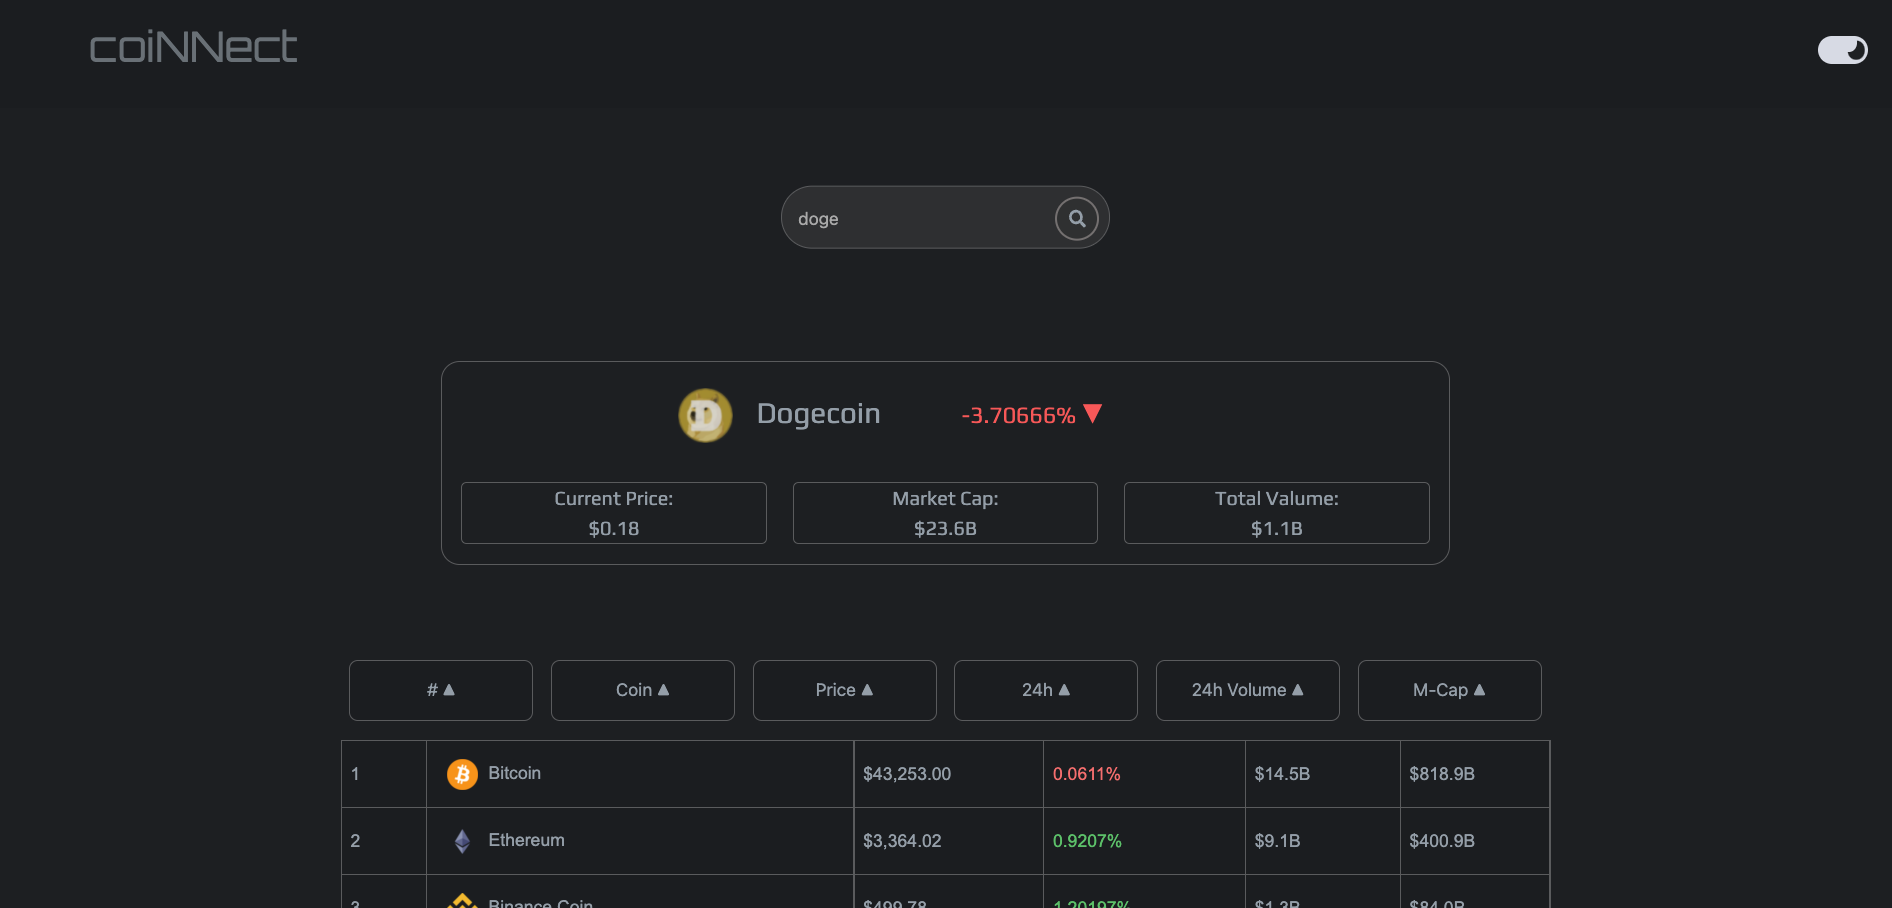 coiNNect
doge
Dogecoin -3.70666% ▼
Current Price: Market Cap: Total Valume:
$0.18 $23.6B $1.1B
# ▲ Coin ▲ Price ▲ 24h ▲ 24h Volume ▲ M-Cap ▲
1 Bitcoin $43,253.00 0.0611% $14.5B $818.9B
2 Ethereum $3,364.02 0.9207% $9.1B $400.9B
3 Binance Coin $499.78 1.20197% $1.3B $84.0B